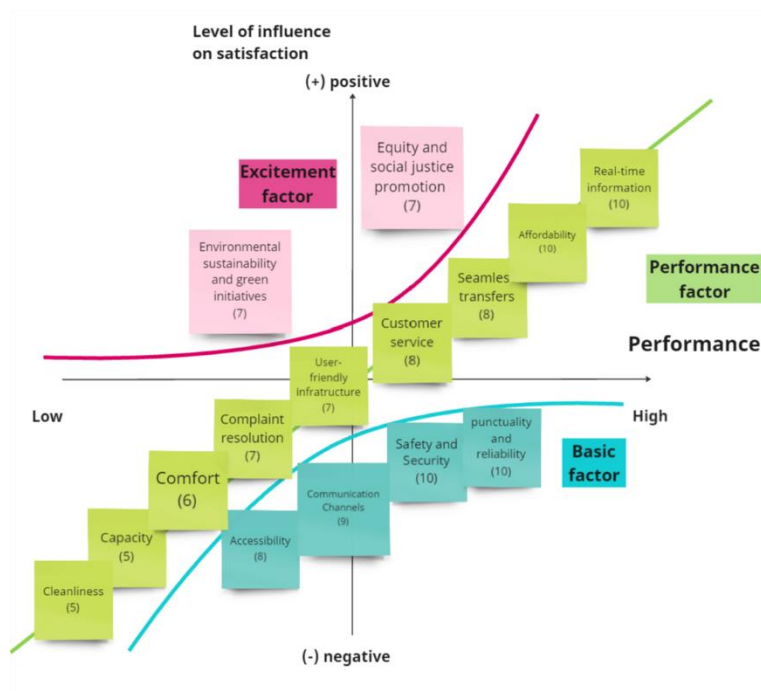 Level of influence
on satisfaction
(+) positive
Equity and
social justice
promotion
(7)
Excitement
factor
Real-time
information
(10)
Environmental
sustainability
and green
initiatives
(7)
Affordability
(10)
Seamles
transfers
(8)
Performance
factor
Customer
service
(8)
Performance
User-
friendly
infratructure
(7)
Low
High
Complaint
resolution
(7)
punctuality
and
reliability
(10)
Safety and
Security
(10)
Basic
factor
Comfort
(6)
Communication
Channels
(9)
Capacity
(5)
Accessibility
(8)
Cleanliness
(5)
(-) negative